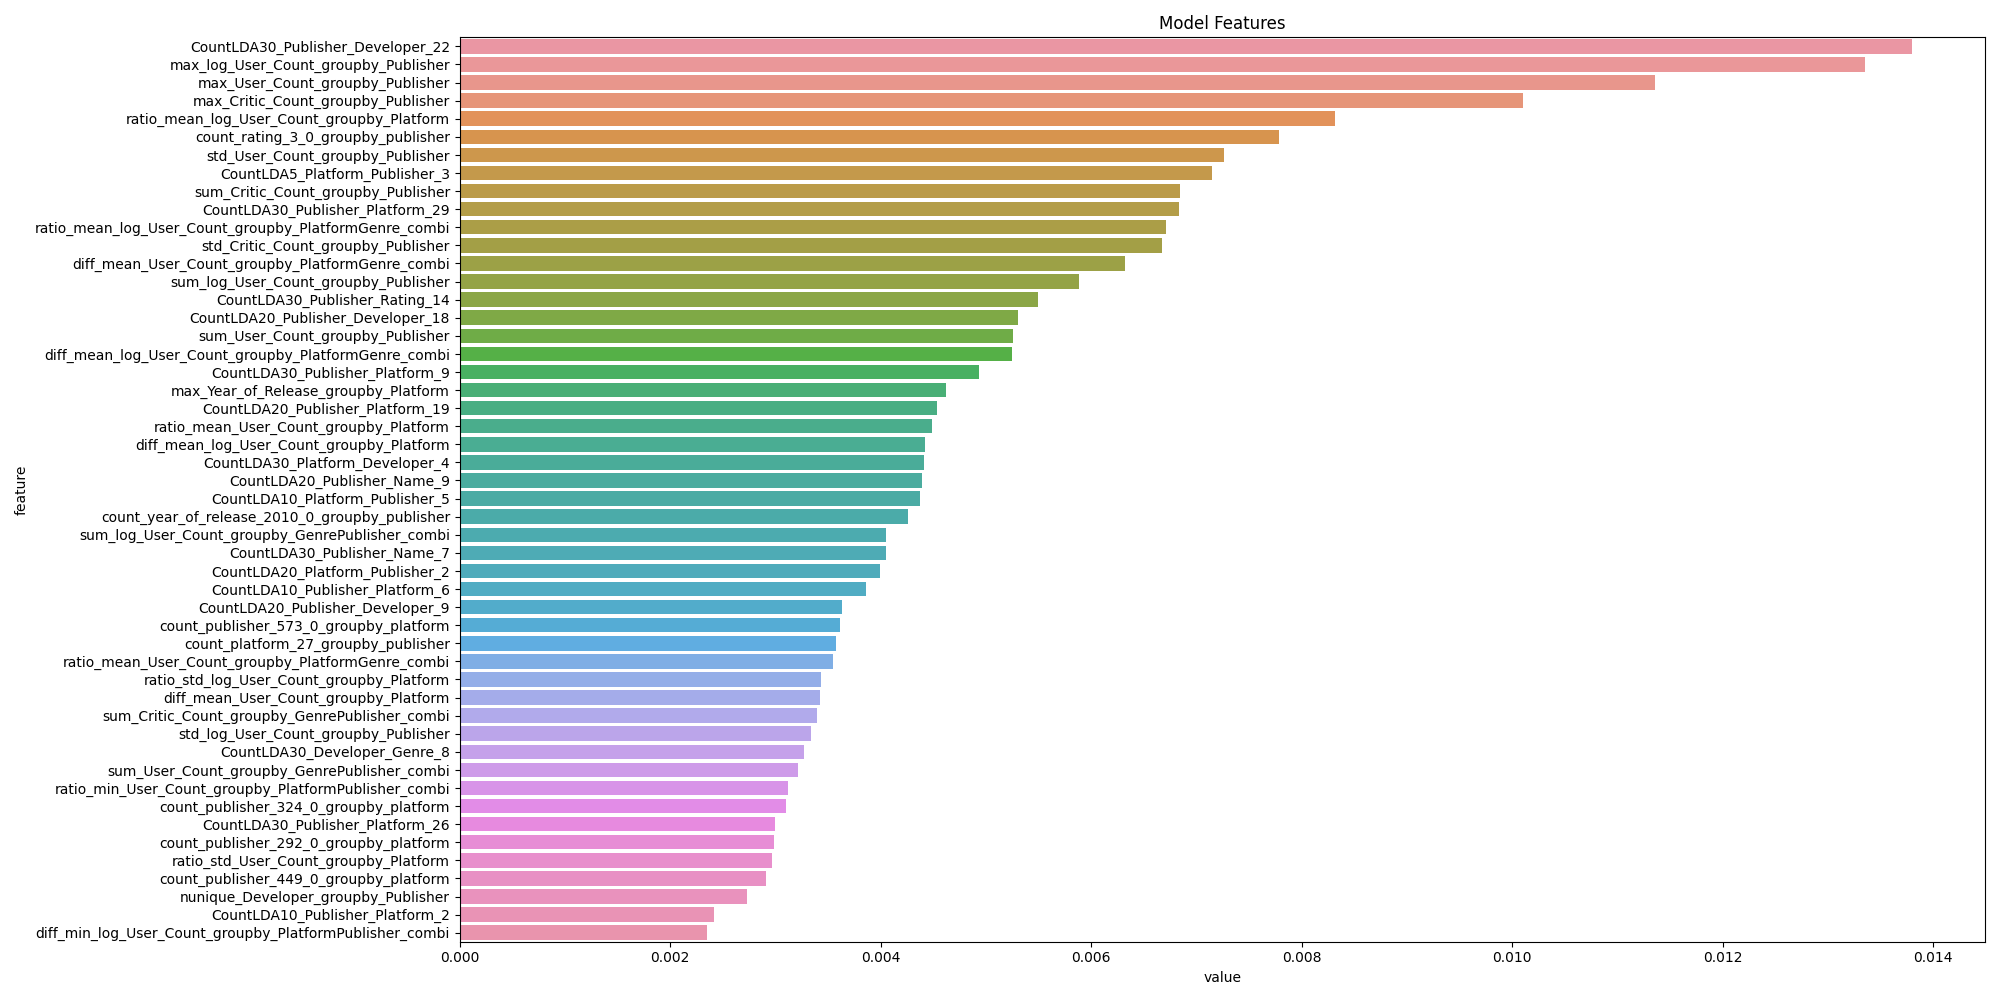 Model Features
CountLDA30_Publisher_Developer_22
max_log_User_Count_groupby_Publisher
max_User_Count_groupby_Publisher
max_Critic_Count_groupby_Publisher
ratio_mean_log_User_Count_groupby_Platform
count_rating_3_0_groupby_publisher
std_User_Count_groupby_Publisher
CountLDA5_Platform_Publisher_3
sum_Critic_Count_groupby_Publisher
CountLDA30_Publisher_Platform_29
ratio_mean_log_User_Count_groupby_PlatformGenre_combi
std_Critic_Count_groupby_Publisher
diff_mean_User_Count_groupby_PlatformGenre_combi
sum_log_User_Count_groupby_Publisher
CountLDA30_Publisher_Rating_14
CountLDA20_Publisher_Developer_18
sum_User_Count_groupby_Publisher
diff_mean_log_User_Count_groupby_PlatformGenre_combi
CountLDA30_Publisher_Platform_9
max_Year_of_Release_groupby_Platform
CountLDA20_Publisher_Platform_19
ratio_mean_User_Count_groupby_Platform
diff_mean_log_User_Count_groupby_Platform
CountLDA30_Platform_Developer_4
CountLDA20_Publisher_Name_9
CountLDA10_Platform_Publisher_5
count_year_of_release_2010_0_groupby_publisher
sum_log_User_Count_groupby_GenrePublisher_combi
CountLDA30_Publisher_Name_7
CountLDA20_Platform_Publisher_2
CountLDA10_Publisher_Platform_6
CountLDA20_Publisher_Developer_9
count_publisher_573_0_groupby_platform
count_platform_27_groupby_publisher
ratio_mean_User_Count_groupby_PlatformGenre_combi
ratio_std_log_User_Count_groupby_Platform
diff_mean_User_Count_groupby_Platform
sum_Critic_Count_groupby_GenrePublisher_combi
std_log_User_Count_groupby_Publisher
CountLDA30_Developer_Genre_8
sum_User_Count_groupby_GenrePublisher_combi
ratio_min_User_Count_groupby_PlatformPublisher_combi
count_publisher_324_0_groupby_platform
CountLDA30_Publisher_Platform_26
count_publisher_292_0_groupby_platform
ratio_std_User_Count_groupby_Platform
count_publisher_449_0_groupby_platform
nunique_Developer_groupby_Publisher
CountLDA10_Publisher_Platform_2
diff_min_log_User_Count_groupby_PlatformPublisher_combi
feature
0.000 0.002 0.004 0.006 0.008 0.010 0.012 0.014
value